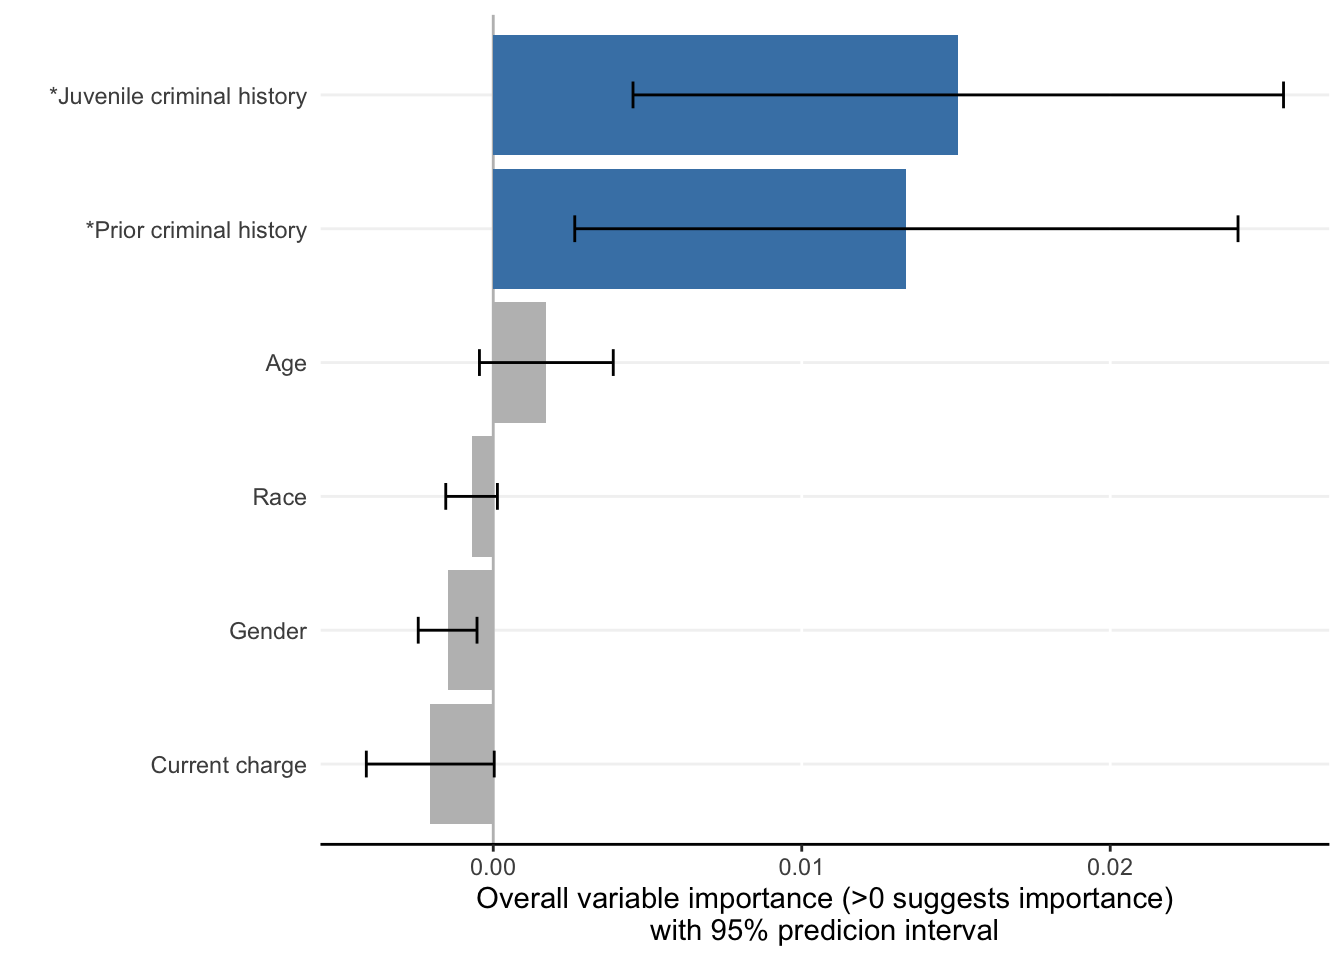 *Juvenile criminal history
*Prior criminal history
Age
Race
Gender
Current charge
0.00 0.01 0.02
Overall variable importance (>0 suggests importance)
with 95% predicion interval